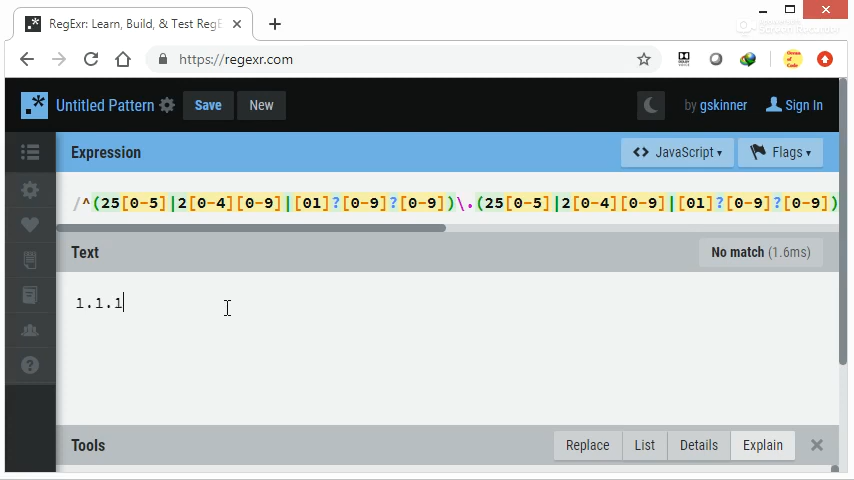 RegExr: Learn, Build, & Test RegE
https://regexr.com
.* Untitled Pattern Save New by gskinner Sign In
Expression <> JavaScript Flags
/^(25[0-5]|2[0-4][0-9]|[01]?[0-9]?[0-9])\.(25[0-5]|2[0-4][0-9]|[01]?[0-9]?[0-9])
Text No match (1.6ms)
1.1.1
Tools Replace List Details Explain